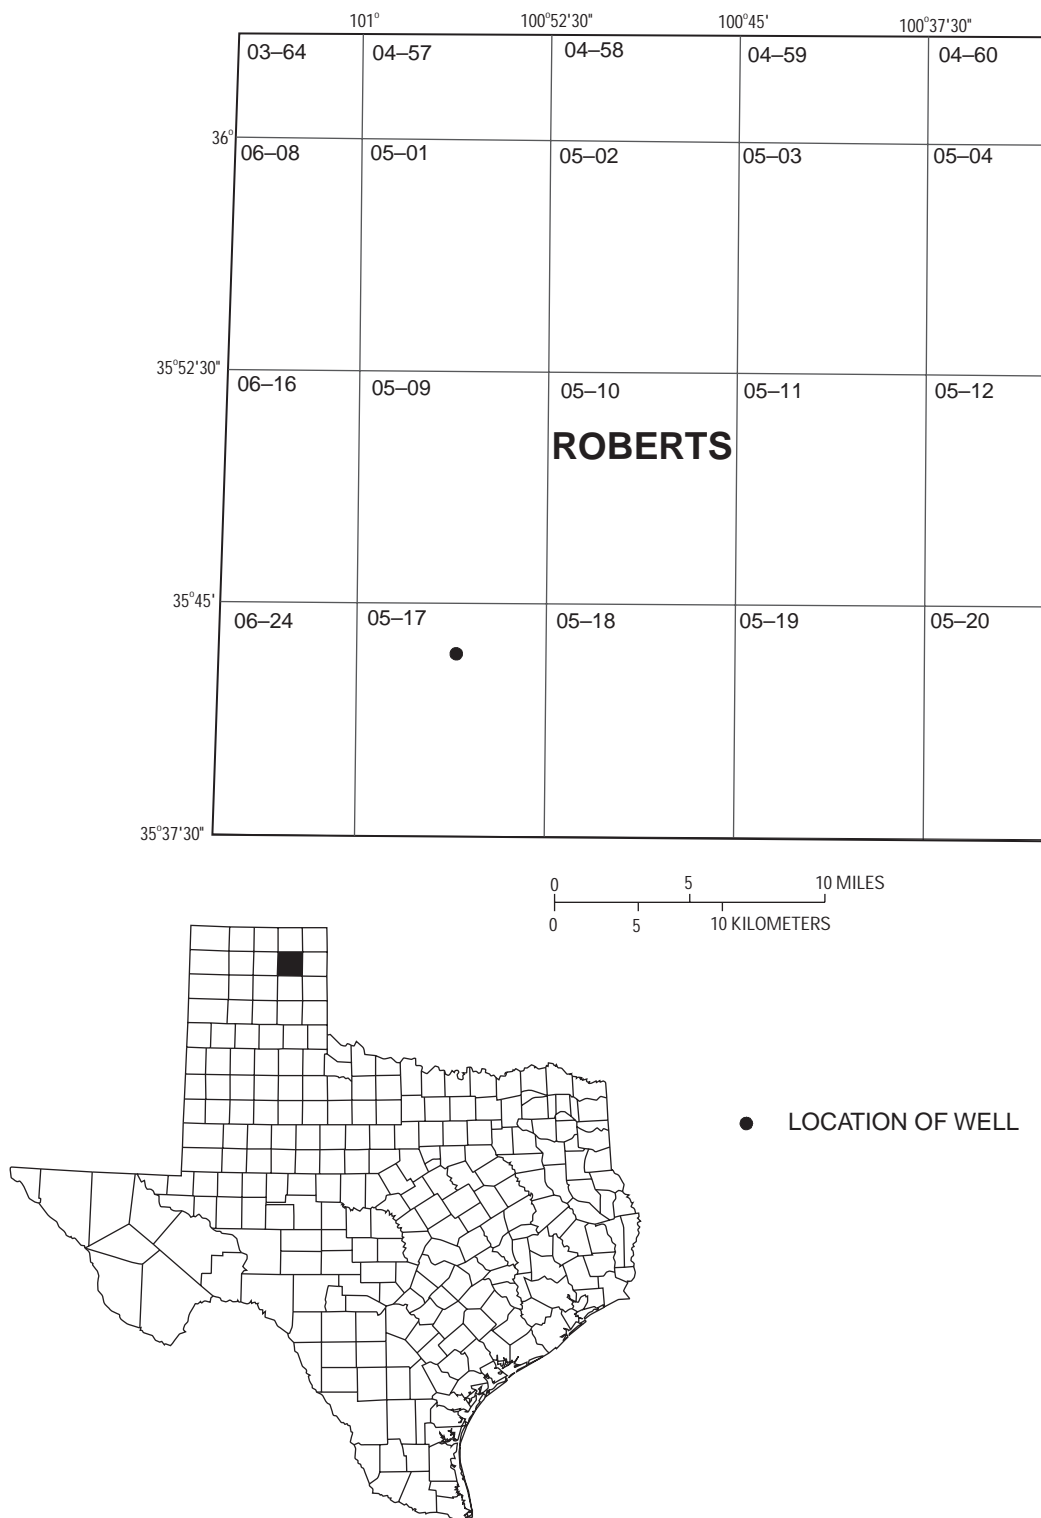 101° 100°52'30" 100°45' 100°37'30"
03–64 04–57 04–58 04–59 04–60
36°
06–08 05–01 05–02 05–03 05–04
35°52'30"
06–16 05–09 05–10 05–11 05–12
ROBERTS
35°45'
06–24 05–17 05–18 05–19 05–20
35°37'30"
0 5 10 MILES
0 5 10 KILOMETERS
LOCATION OF WELL